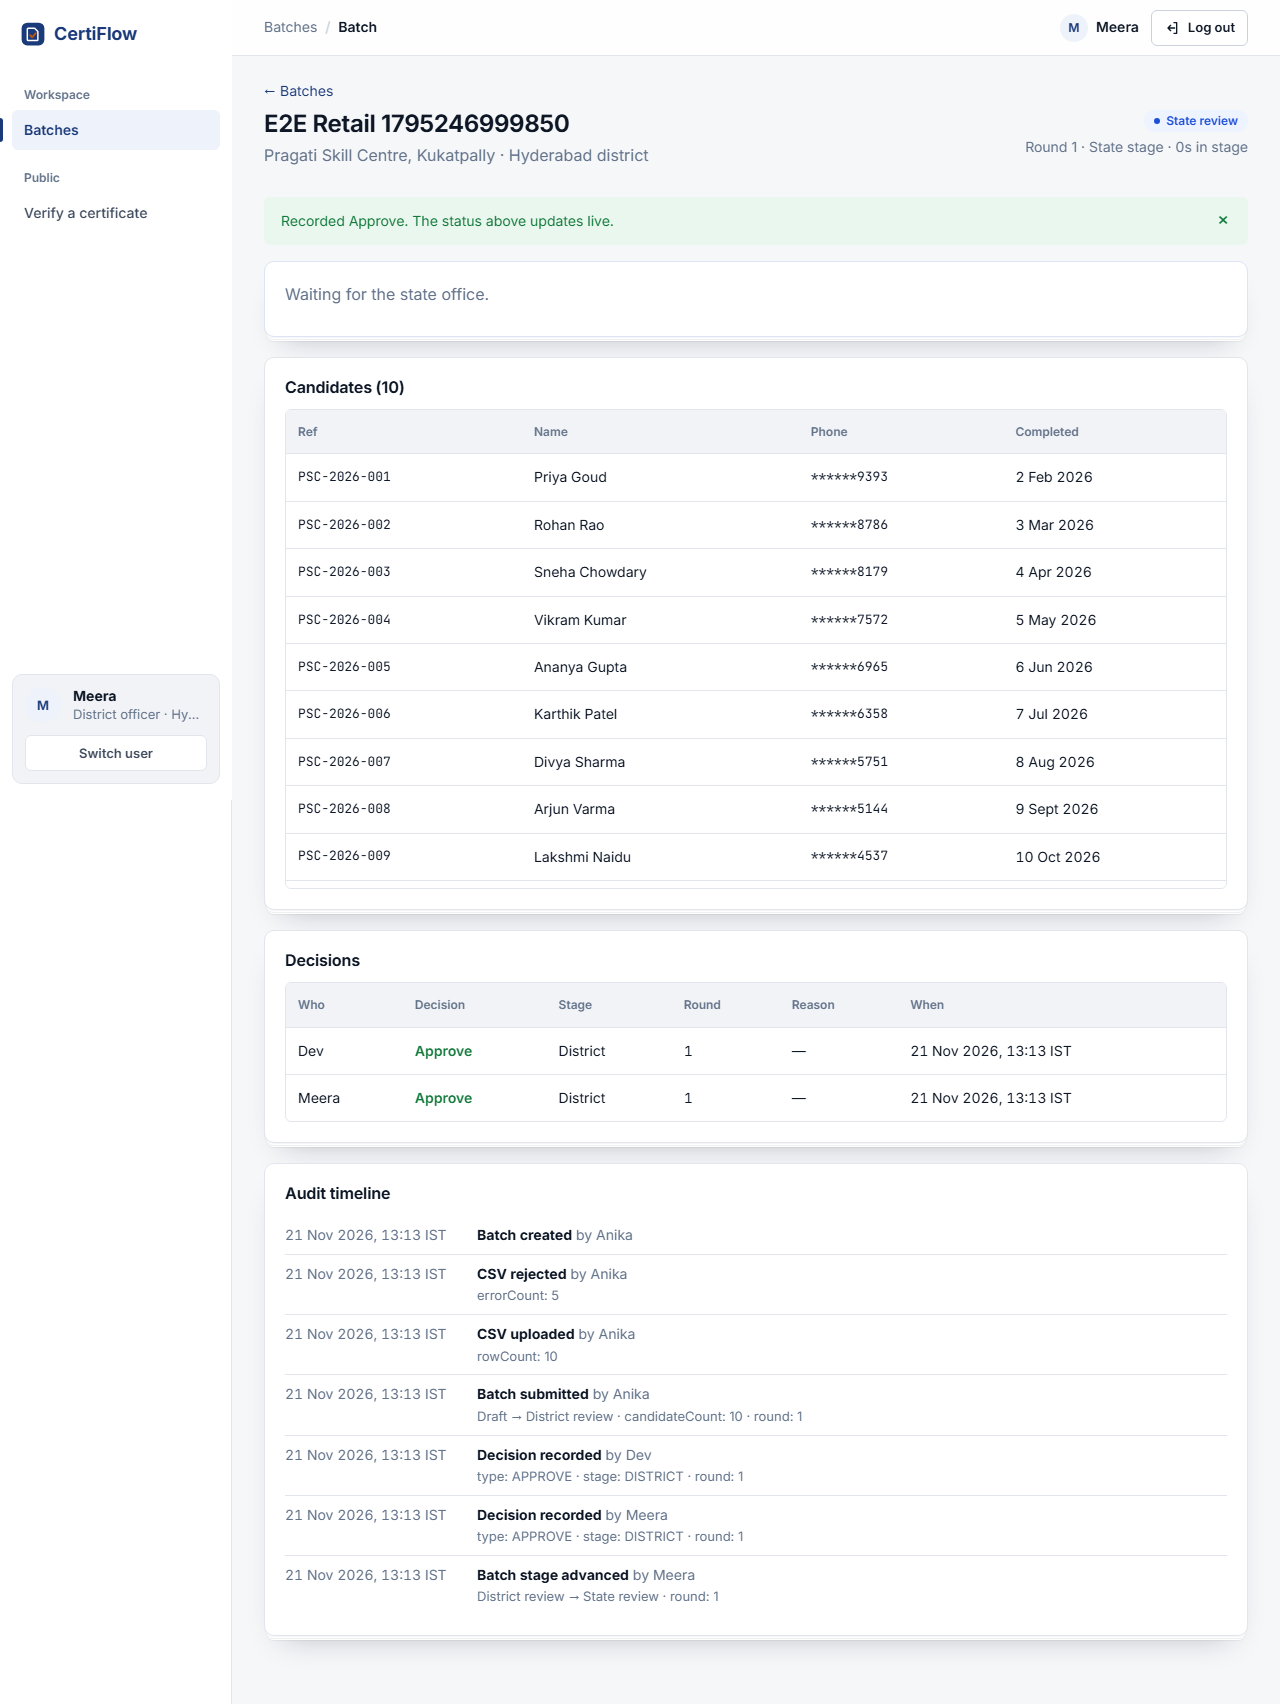 CertiFlow
Workspace
Batches
Public
Verify a certificate
M
Meera
District officer · Hy...
Switch user
Batches / Batch
M Meera
Log out
← Batches
E2E Retail 1795246999850
Pragati Skill Centre, Kukatpally · Hyderabad district
State review
Round 1 · State stage · 0s in stage
Recorded Approve. The status above updates live. ×
Waiting for the state office.
Candidates (10)
Ref Name Phone Completed
PSC-2026-001 Priya Goud ******9393 2 Feb 2026
PSC-2026-002 Rohan Rao ******8786 3 Mar 2026
PSC-2026-003 Sneha Chowdary ******8179 4 Apr 2026
PSC-2026-004 Vikram Kumar ******7572 5 May 2026
PSC-2026-005 Ananya Gupta ******6965 6 Jun 2026
PSC-2026-006 Karthik Patel ******6358 7 Jul 2026
PSC-2026-007 Divya Sharma ******5751 8 Aug 2026
PSC-2026-008 Arjun Varma ******5144 9 Sept 2026
PSC-2026-009 Lakshmi Naidu ******4537 10 Oct 2026
Decisions
Who Decision Stage Round Reason When
Dev Approve District 1 — 21 Nov 2026, 13:13 IST
Meera Approve District 1 — 21 Nov 2026, 13:13 IST
Audit timeline
21 Nov 2026, 13:13 IST Batch created by Anika
21 Nov 2026, 13:13 IST CSV rejected by Anika
errorCount: 5
21 Nov 2026, 13:13 IST CSV uploaded by Anika
rowCount: 10
21 Nov 2026, 13:13 IST Batch submitted by Anika
Draft → District review · candidateCount: 10 · round: 1
21 Nov 2026, 13:13 IST Decision recorded by Dev
type: APPROVE · stage: DISTRICT · round: 1
21 Nov 2026, 13:13 IST Decision recorded by Meera
type: APPROVE · stage: DISTRICT · round: 1
21 Nov 2026, 13:13 IST Batch stage advanced by Meera
District review → State review · round: 1